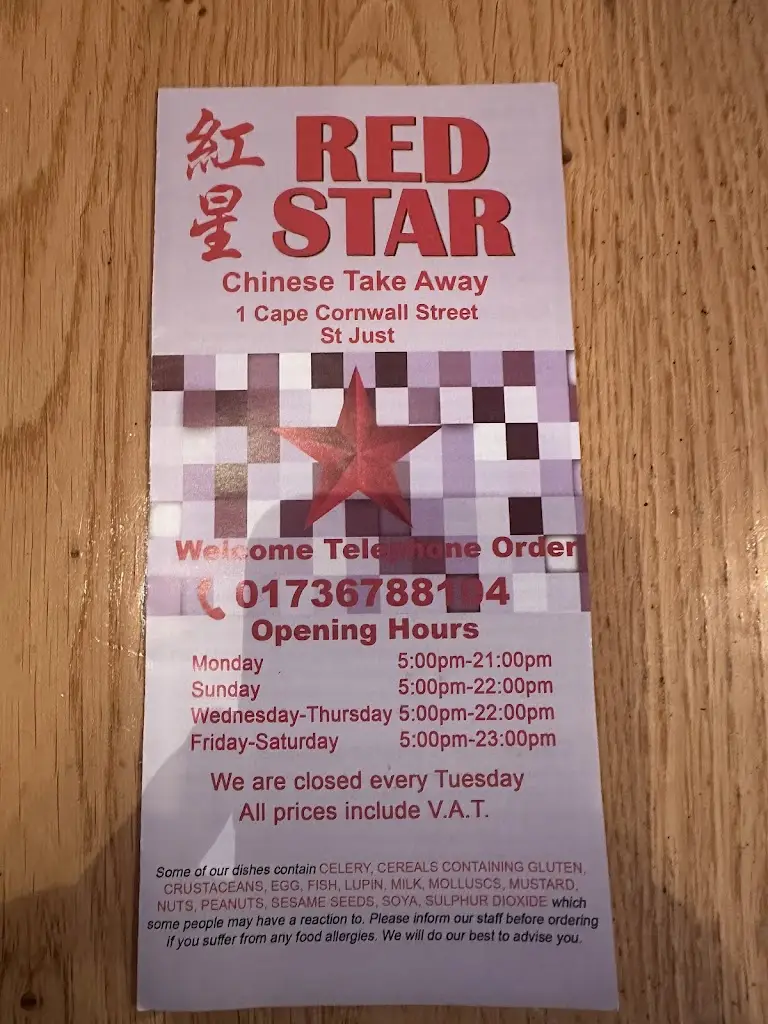 紅星
RED
STAR
Chinese Take Away
1 Cape Cornwall Street
St Just
Welcome Telephone Order
01736788194
Opening Hours
Monday 5:00pm-21:00pm
Sunday 5:00pm-22:00pm
Wednesday-Thursday 5:00pm-22:00pm
Friday-Saturday 5:00pm-23:00pm
We are closed every Tuesday
All prices include V.A.T.
Some of our dishes contain CELERY, CEREALS CONTAINING GLUTEN,
CRUSTACEANS, EGG, FISH, LUPIN, MILK, MOLLUSCS, MUSTARD,
NUTS, PEANUTS, SESAME SEEDS, SOYA, SULPHUR DIOXIDE which
some people may have a reaction to. Please inform our staff before ordering
if you suffer from any food allergies. We will do our best to advise you.